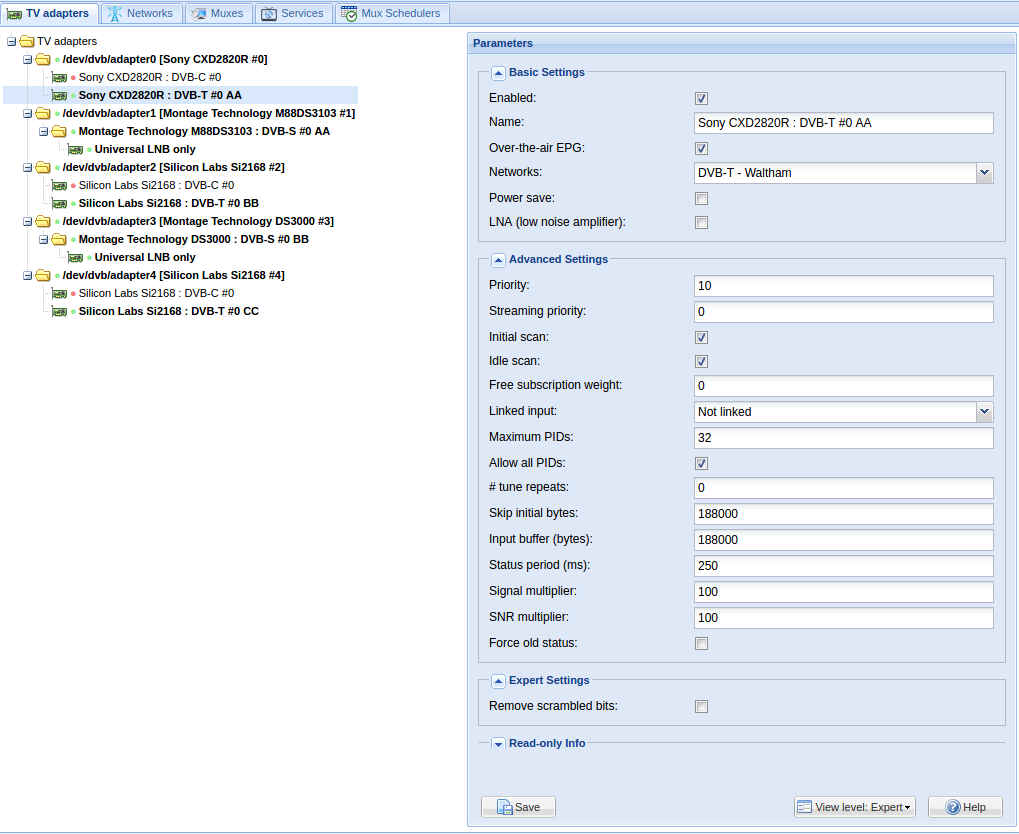 TV adapters Networks Muxes Services Mux Schedulers
TV adapters
/dev/dvb/adapter0 [Sony CXD2820R #0]
Sony CXD2820R : DVB-C #0
Sony CXD2820R : DVB-T #0 AA
/dev/dvb/adapter1 [Montage Technology M88DS3103 #1]
Montage Technology M88DS3103 : DVB-S #0 AA
Universal LNB only
/dev/dvb/adapter2 [Silicon Labs Si2168 #2]
Silicon Labs Si2168 : DVB-C #0
Silicon Labs Si2168 : DVB-T #0 BB
/dev/dvb/adapter3 [Montage Technology DS3000 #3]
Montage Technology DS3000 : DVB-S #0 BB
Universal LNB only
/dev/dvb/adapter4 [Silicon Labs Si2168 #4]
Silicon Labs Si2168 : DVB-C #0
Silicon Labs Si2168 : DVB-T #0 CC
Parameters
Basic Settings
Enabled:
Name: Sony CXD2820R : DVB-T #0 AA
Over-the-air EPG:
Networks: DVB-T - Waltham
Power save:
LNA (low noise amplifier):
Advanced Settings
Priority: 10
Streaming priority: 0
Initial scan:
Idle scan:
Free subscription weight: 0
Linked input: Not linked
Maximum PIDs: 32
Allow all PIDs:
# tune repeats: 0
Skip initial bytes: 188000
Input buffer (bytes): 188000
Status period (ms): 250
Signal multiplier: 100
SNR multiplier: 100
Force old status:
Expert Settings
Remove scrambled bits:
Read-only Info
Save View level: Expert Help